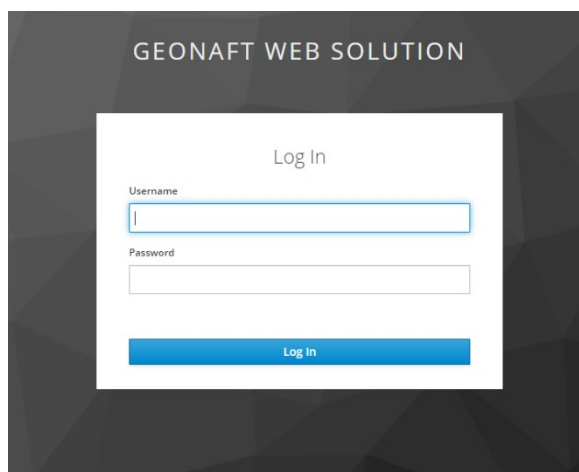 GEONAFT WEB SOLUTION
Log In
Username
Password
Log In